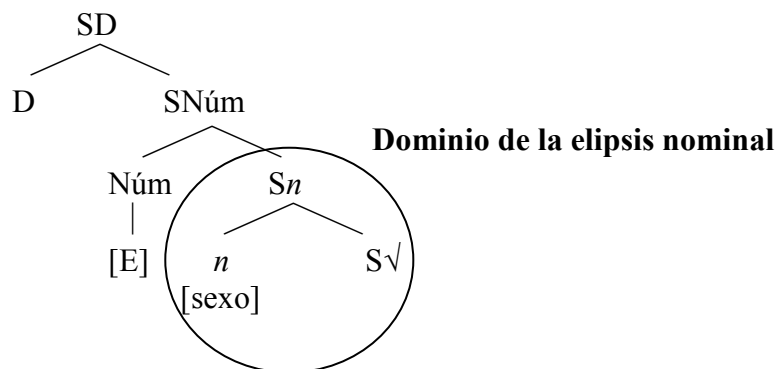 SD
D SNúm
Dominio de la elipsis nominal
Núm Sn
[E] n S√
[sexo]